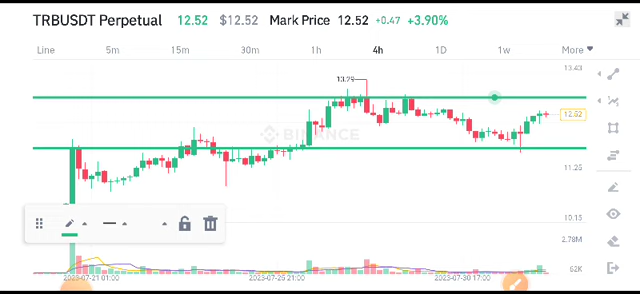 TRBUSDT Perpetual 12.52 $12.52 Mark Price 12.52 +0.47 +3.90%
Line 5m 15m 30m 1h 4h 1D 1w More
13.43
13.29
12.52
BINANCE
11.25
10.15
2.78M
52K
2023-07-21 01:00 2023-07-25 21:00 2023-07-30 17:00